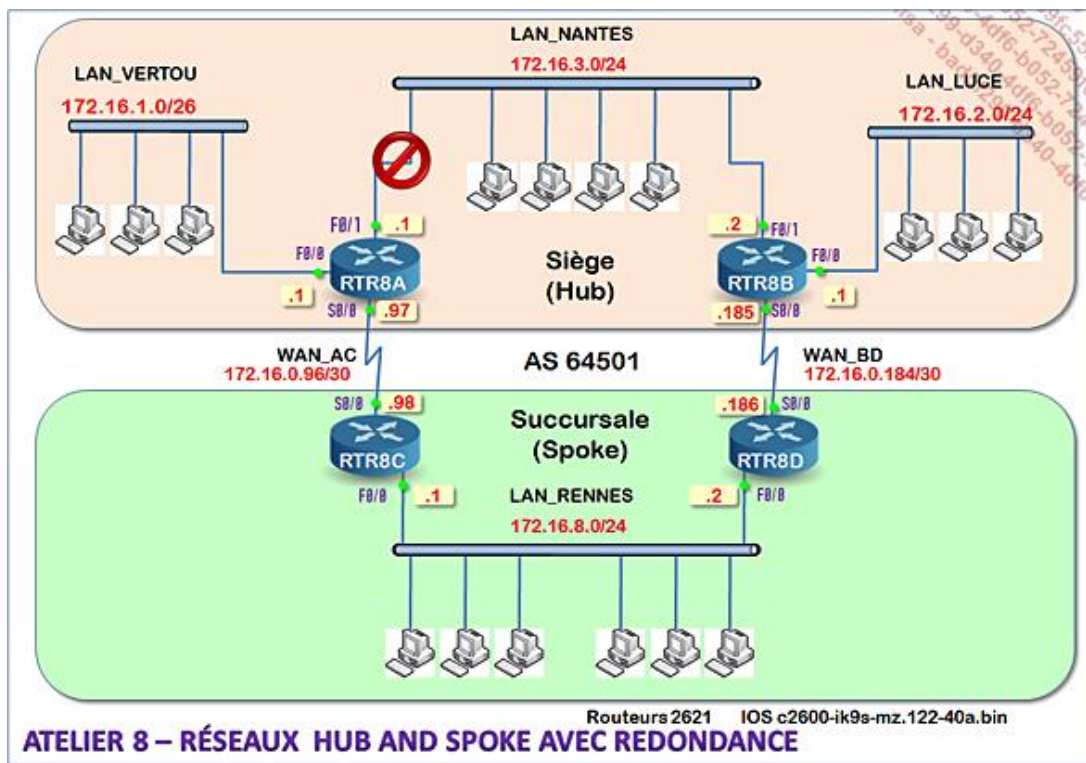 LAN_NANTES
172.16.3.0/24
LAN_VERTOU
172.16.1.0/26
LAN_LUCE
172.16.2.0/24
F0/1
.1
.2
F0/1
F0/0
RTR8A
.1
S0/0
.97
Siège
(Hub)
F0/0
RTR8B
.1
.185
S0/0
WAN_AC
172.16.0.96/30
AS 64501
WAN_BD
172.16.0.184/30
S0/0
.98
RTR8C
F0/0
.1
Succursale
(Spoke)
.186
S0/0
RTR8D
.2
F0/0
LAN_RENNES
172.16.8.0/24
Routeurs 2621 IOS c2600-ik9s-mz.122-40a.bin
ATELIER 8 – RÉSEAUX HUB AND SPOKE AVEC REDONDANCE